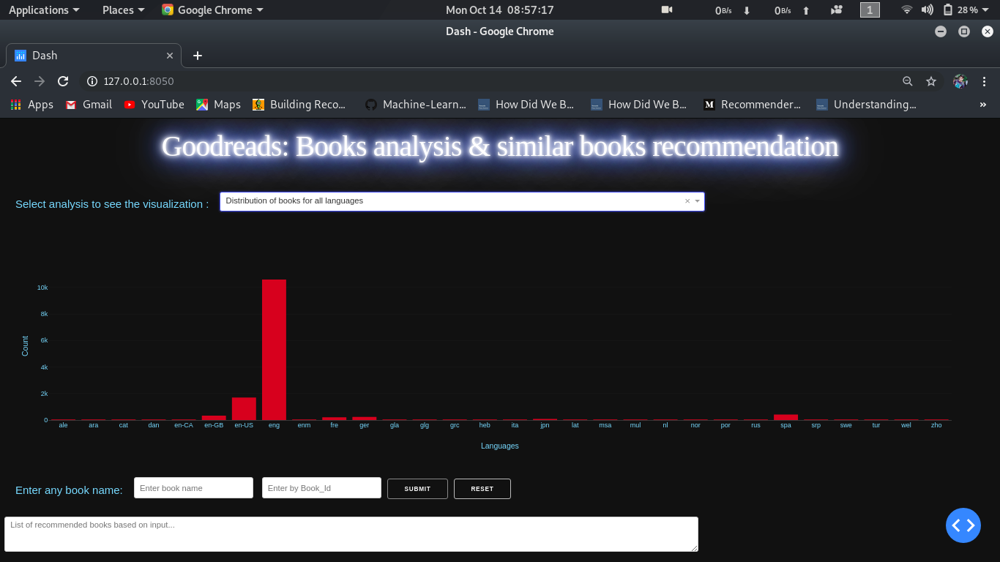 Applications Places Google Chrome Mon Oct 14 08:57:17 0B/s 0B/s 1 28 %
Dash - Google Chrome
Dash
127.0.0.1:8050
Apps Gmail YouTube Maps Building Reco... Machine-Learn... How Did We B... How Did We B... Recommender... Understanding... »
Goodreads: Books analysis & similar books recommendation
Select analysis to see the visualization : Distribution of books for all languages
10k
8k
6k
4k
2k
0
Count
ale ara cat dan en-CA en-GB en-US eng enm fre ger gla glg grc heb ita jpn lat msa mul nl nor por rus spa srp swe tur wel zho
Languages
Enter any book name: Enter book name Enter by Book_Id SUBMIT RESET
List of recommended books based on input...